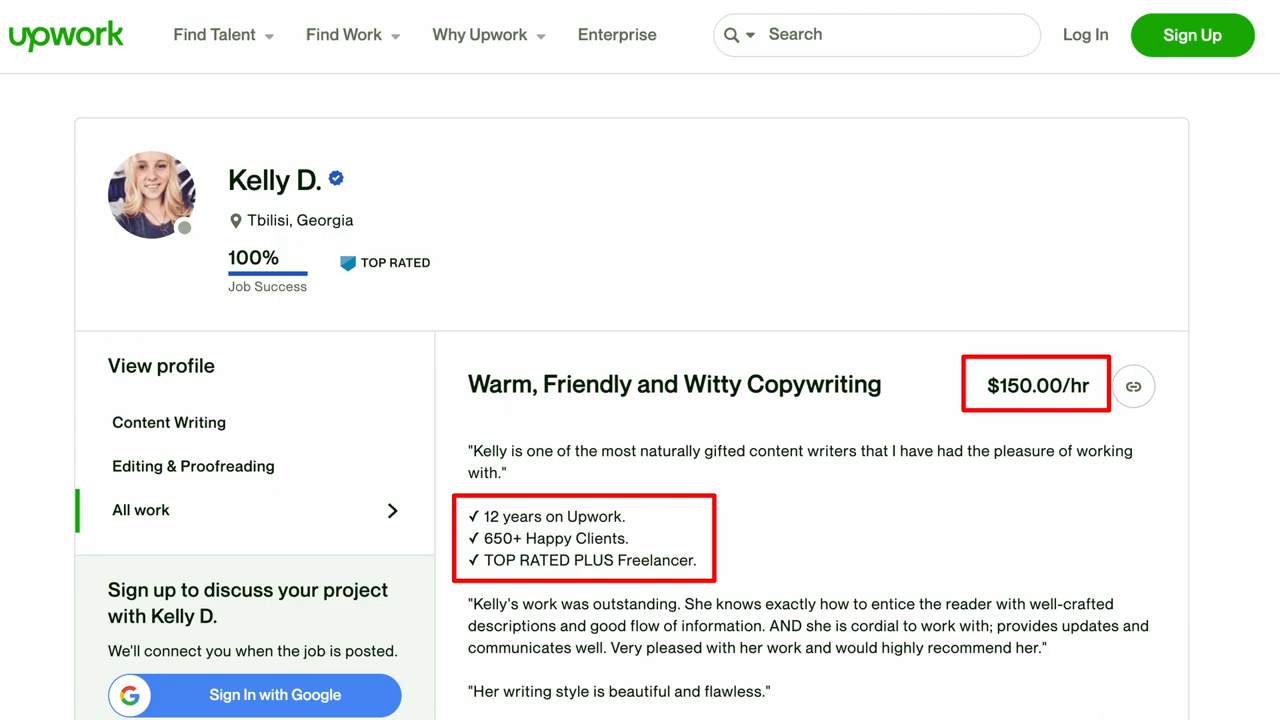 upwork
Find Talent
Find Work
Why Upwork
Enterprise
Search
Log In
Sign Up
Kelly D.
Tbilisi, Georgia
100%
TOP RATED
Job Success
View profile
Content Writing
Editing & Proofreading
All work
Sign up to discuss your project
with Kelly D.
We'll connect you when the job is posted.
G
Sign In with Google
Warm, Friendly and Witty Copywriting
$150.00/hr
"Kelly is one of the most naturally gifted content writers that I have had the pleasure of working
with."
✓ 12 years on Upwork.
✓ 650+ Happy Clients.
✓ TOP RATED PLUS Freelancer.
"Kelly's work was outstanding. She knows exactly how to entice the reader with well-crafted
descriptions and good flow of information. AND she is cordial to work with; provides updates and
communicates well. Very pleased with her work and would highly recommend her."
"Her writing style is beautiful and flawless."